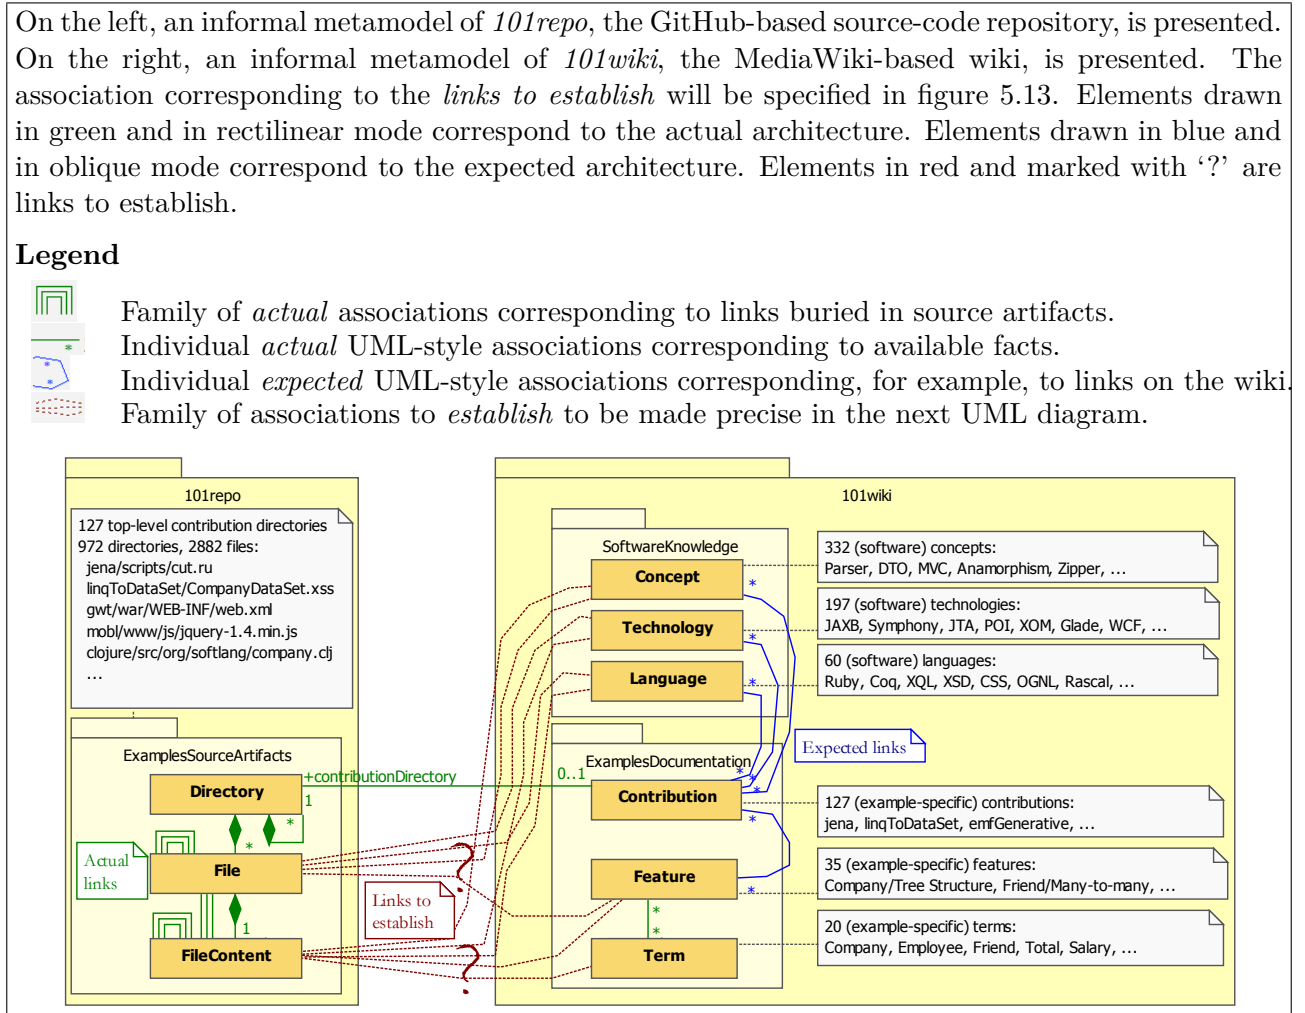 On the left, an informal metamodel of 101repo, the GitHub-based source-code repository, is presented.
On the right, an informal metamodel of 101wiki, the MediaWiki-based wiki, is presented. The
association corresponding to the links to establish will be specified in figure 5.13. Elements drawn
in green and in rectilinear mode correspond to the actual architecture. Elements drawn in blue and
in oblique mode correspond to the expected architecture. Elements in red and marked with ‘?’ are
links to establish.
Legend
Family of actual associations corresponding to links buried in source artifacts.
*
Individual actual UML-style associations corresponding to available facts.
*
*
Individual expected UML-style associations corresponding, for example, to links on the wiki.
Family of associations to establish to be made precise in the next UML diagram.
101repo
127 top-level contribution directories
972 directories, 2882 files:
jena/scripts/cut.ru
linqToDataSet/CompanyDataSet.xss
gwt/war/WEB-INF/web.xml
mobl/www/js/jquery-1.4.min.js
clojure/src/org/softlang/company.clj
...
ExamplesSourceArtifacts
Directory
+contributionDirectory
1
0..1
*
*
Actual
links
File
1
FileContent
?
Links to
establish
?
101wiki
SoftwareKnowledge
Concept
*
Technology
*
Language
*
332 (software) concepts:
Parser, DTO, MVC, Anamorphism, Zipper, ...
197 (software) technologies:
JAXB, Symphony, JTA, POI, XOM, Glade, WCF, ...
60 (software) languages:
Ruby, Coq, XQL, XSD, CSS, OGNL, Rascal, ...
Expected links
ExamplesDocumentation
*
*
*
Contribution
*
Feature
*
*
*
Term
127 (example-specific) contributions:
jena, linqToDataSet, emfGenerative, ...
35 (example-specific) features:
Company/Tree Structure, Friend/Many-to-many, ...
20 (example-specific) terms:
Company, Employee, Friend, Total, Salary, ...